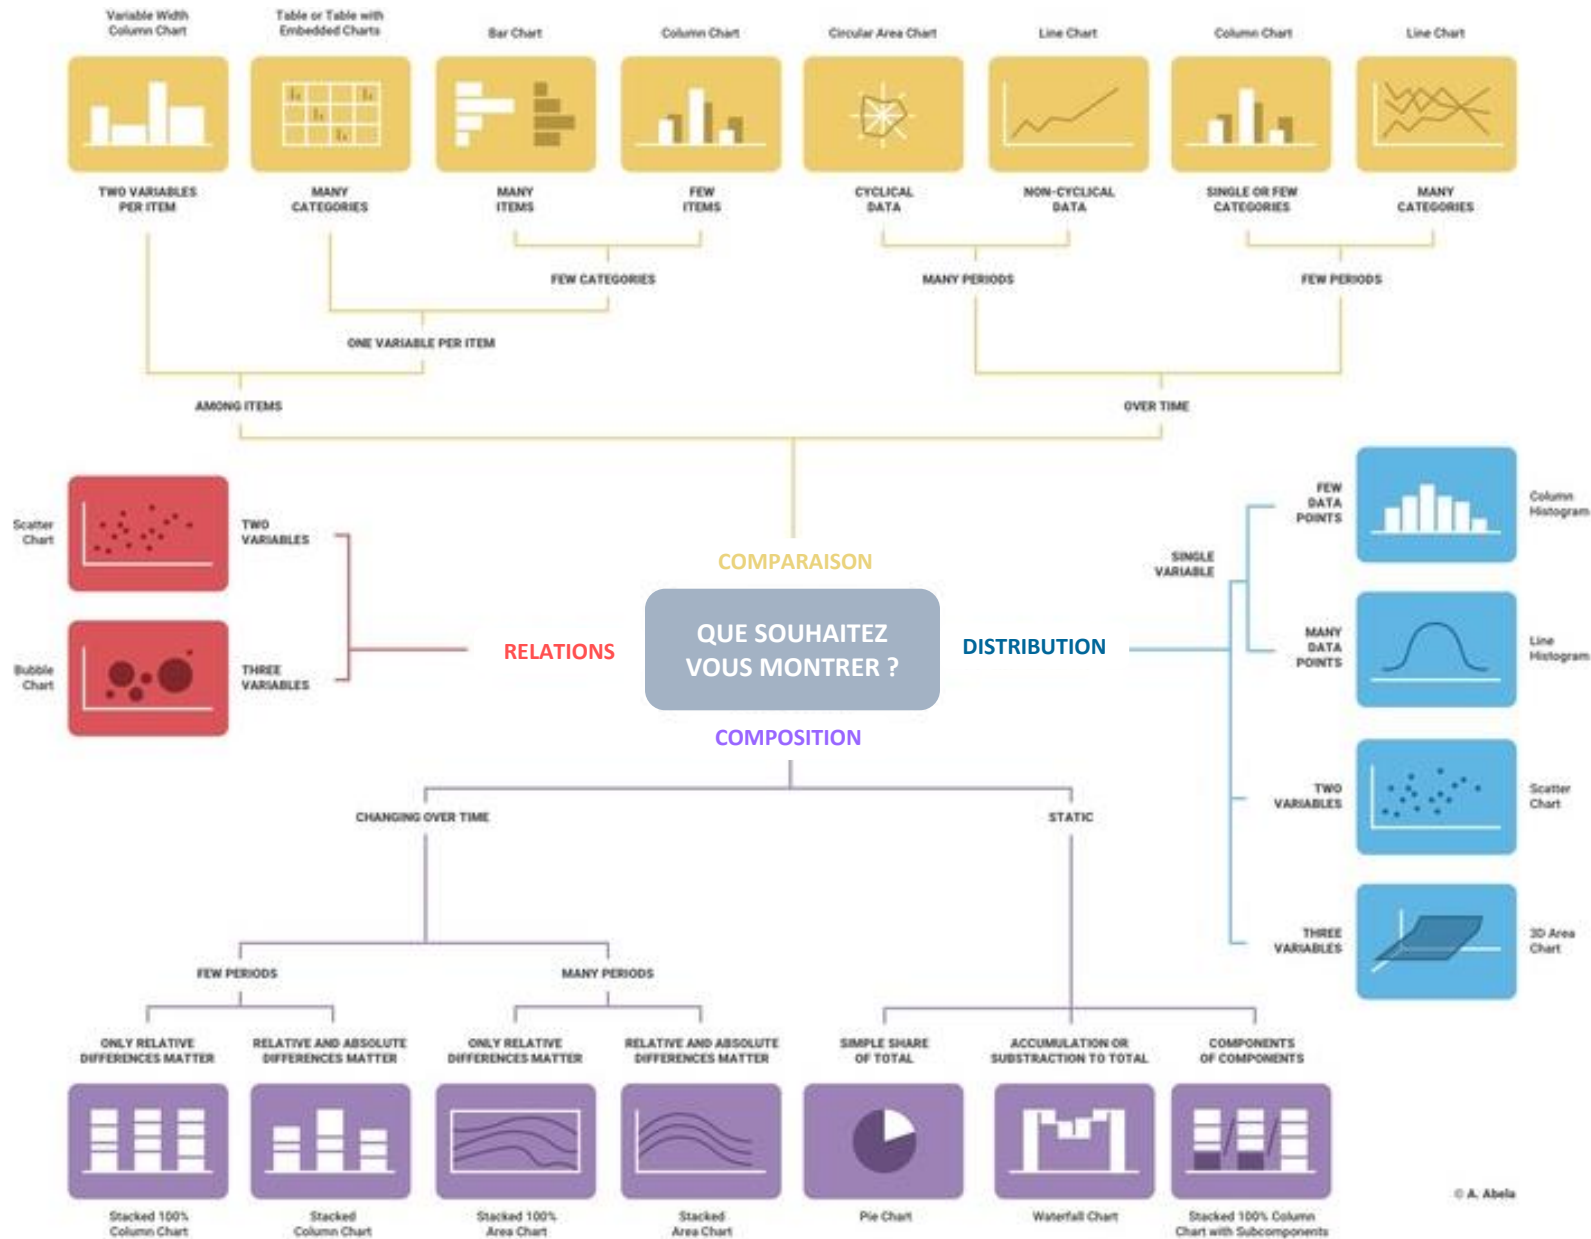 Variable Width
Column Chart
Table or Table with
Embedded Charts
Bar Chart
Column Chart
Circular Area Chart
Line Chart
Column Chart
Line Chart
TWO VARIABLES
PER ITEM
MANY
CATEGORIES
MANY
ITEMS
FEW
ITEMS
CYCLICAL
DATA
NON-CYCLICAL
DATA
SINGLE OR FEW
CATEGORIES
MANY
CATEGORIES
FEW CATEGORIES
MANY PERIODS
FEW PERIODS
ONE VARIABLE PER ITEM
AMONG ITEMS
OVER TIME
COMPARAISON
QUE SOUHAITEZ
VOUS MONTRER ?
RELATIONS
Scatter
Chart
TWO
VARIABLES
Bubble
Chart
THREE
VARIABLES
DISTRIBUTION
SINGLE
VARIABLE
FEW
DATA
POINTS
Column
Histogram
MANY
DATA
POINTS
Line
Histogram
TWO
VARIABLES
Scatter
Chart
THREE
VARIABLES
3D Area
Chart
COMPOSITION
CHANGING OVER TIME
STATIC
FEW PERIODS
MANY PERIODS
ONLY RELATIVE
DIFFERENCES MATTER
RELATIVE AND ABSOLUTE
DIFFERENCES MATTER
ONLY RELATIVE
DIFFERENCES MATTER
RELATIVE AND ABSOLUTE
DIFFERENCES MATTER
SIMPLE SHARE
OF TOTAL
ACCUMULATION OR
SUBSTRACTION TO TOTAL
COMPONENTS
OF COMPONENTS
Stacked 100%
Column Chart
Stacked
Column Chart
Stacked 100%
Area Chart
Stacked
Area Chart
Pie Chart
Waterfall Chart
Stacked 100% Column
Chart with Subcomponents
© A. Abela